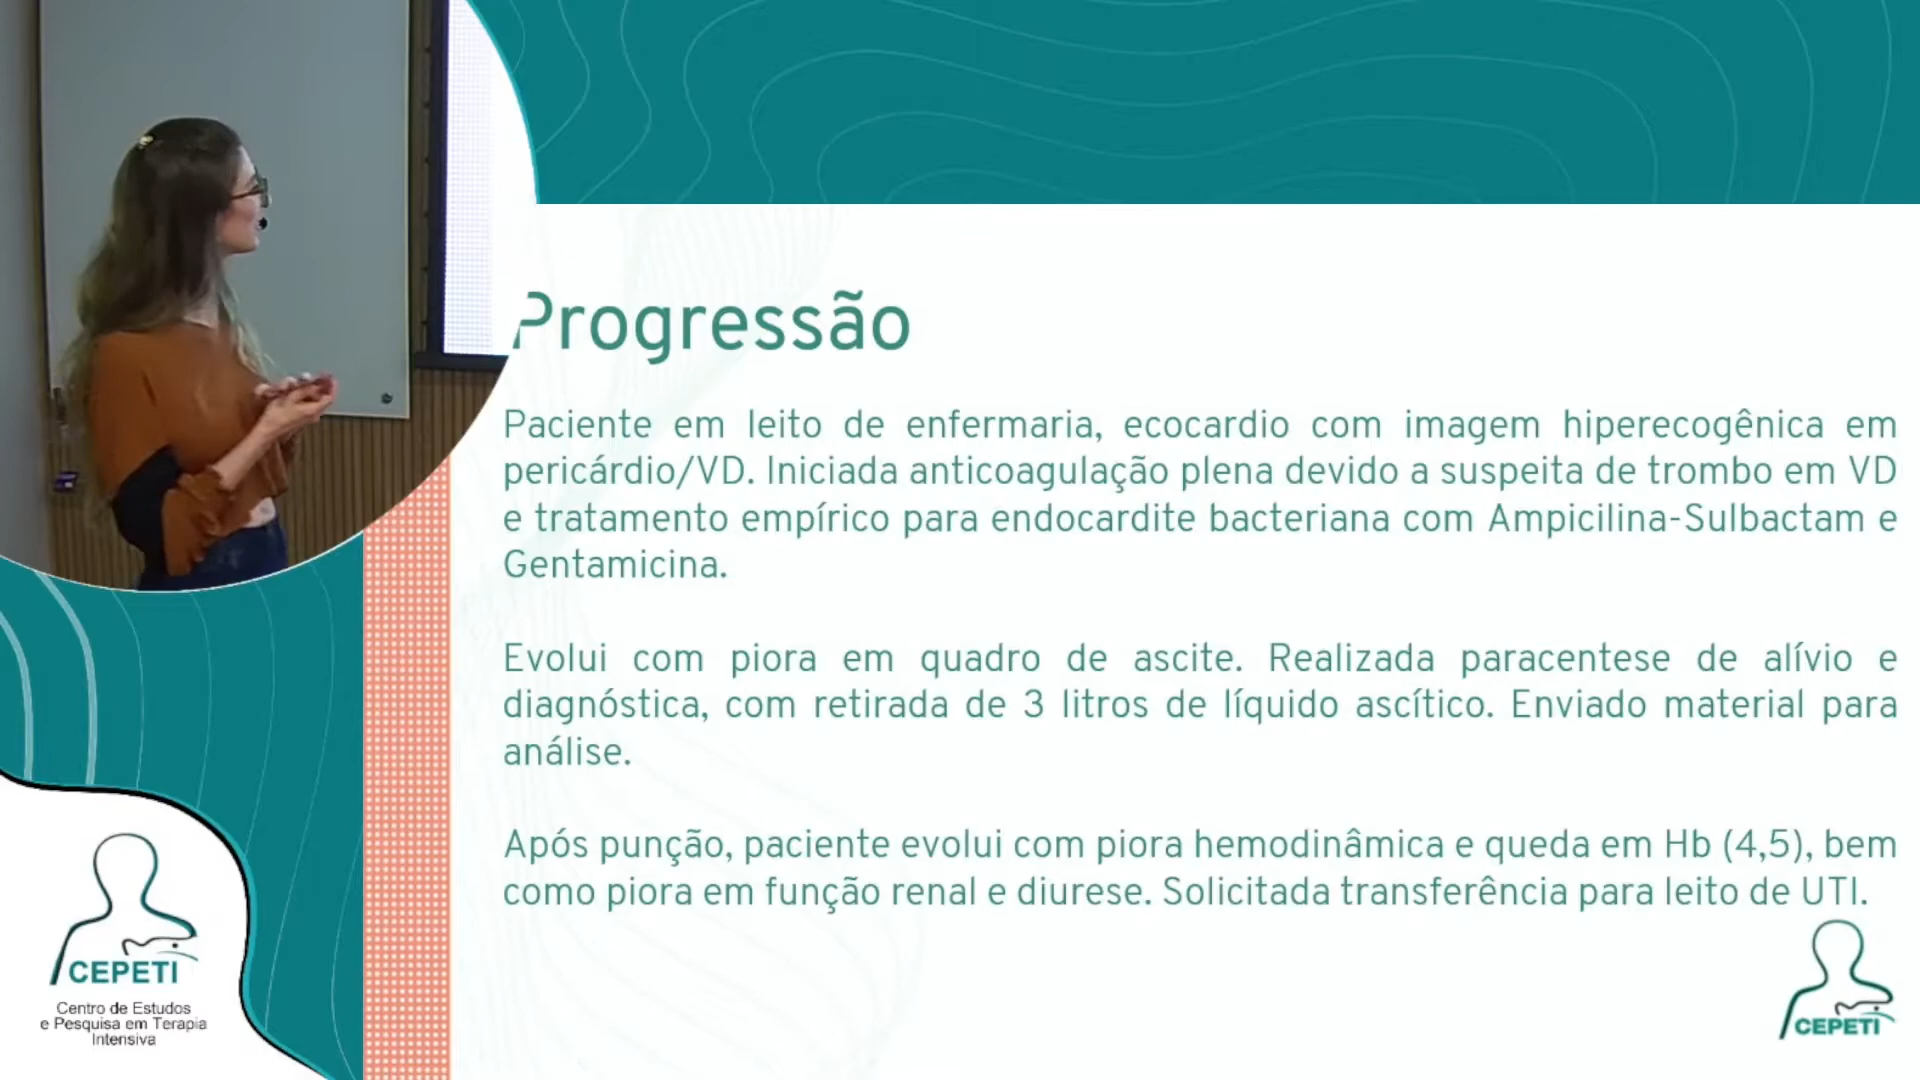 Progressão
Paciente em leito de enfermaria, ecocardio com imagem hiperecogênica em
pericárdio/VD. Iniciada anticoagulação plena devido a suspeita de trombo em VD
e tratamento empírico para endocardite bacteriana com Ampicilina-Sulbactam e
Gentamicina.
Evolui com piora em quadro de ascite. Realizada paracentese de alívio e
diagnóstica, com retirada de 3 litros de líquido ascítico. Enviado material para
análise.
Após punção, paciente evolui com piora hemodinâmica e queda em Hb (4,5), bem
como piora em função renal e diurese. Solicitada transferência para leito de UTI.
CEPETI
Centro de Estudos
e Pesquisa em Terapia
Intensiva
CEPETI